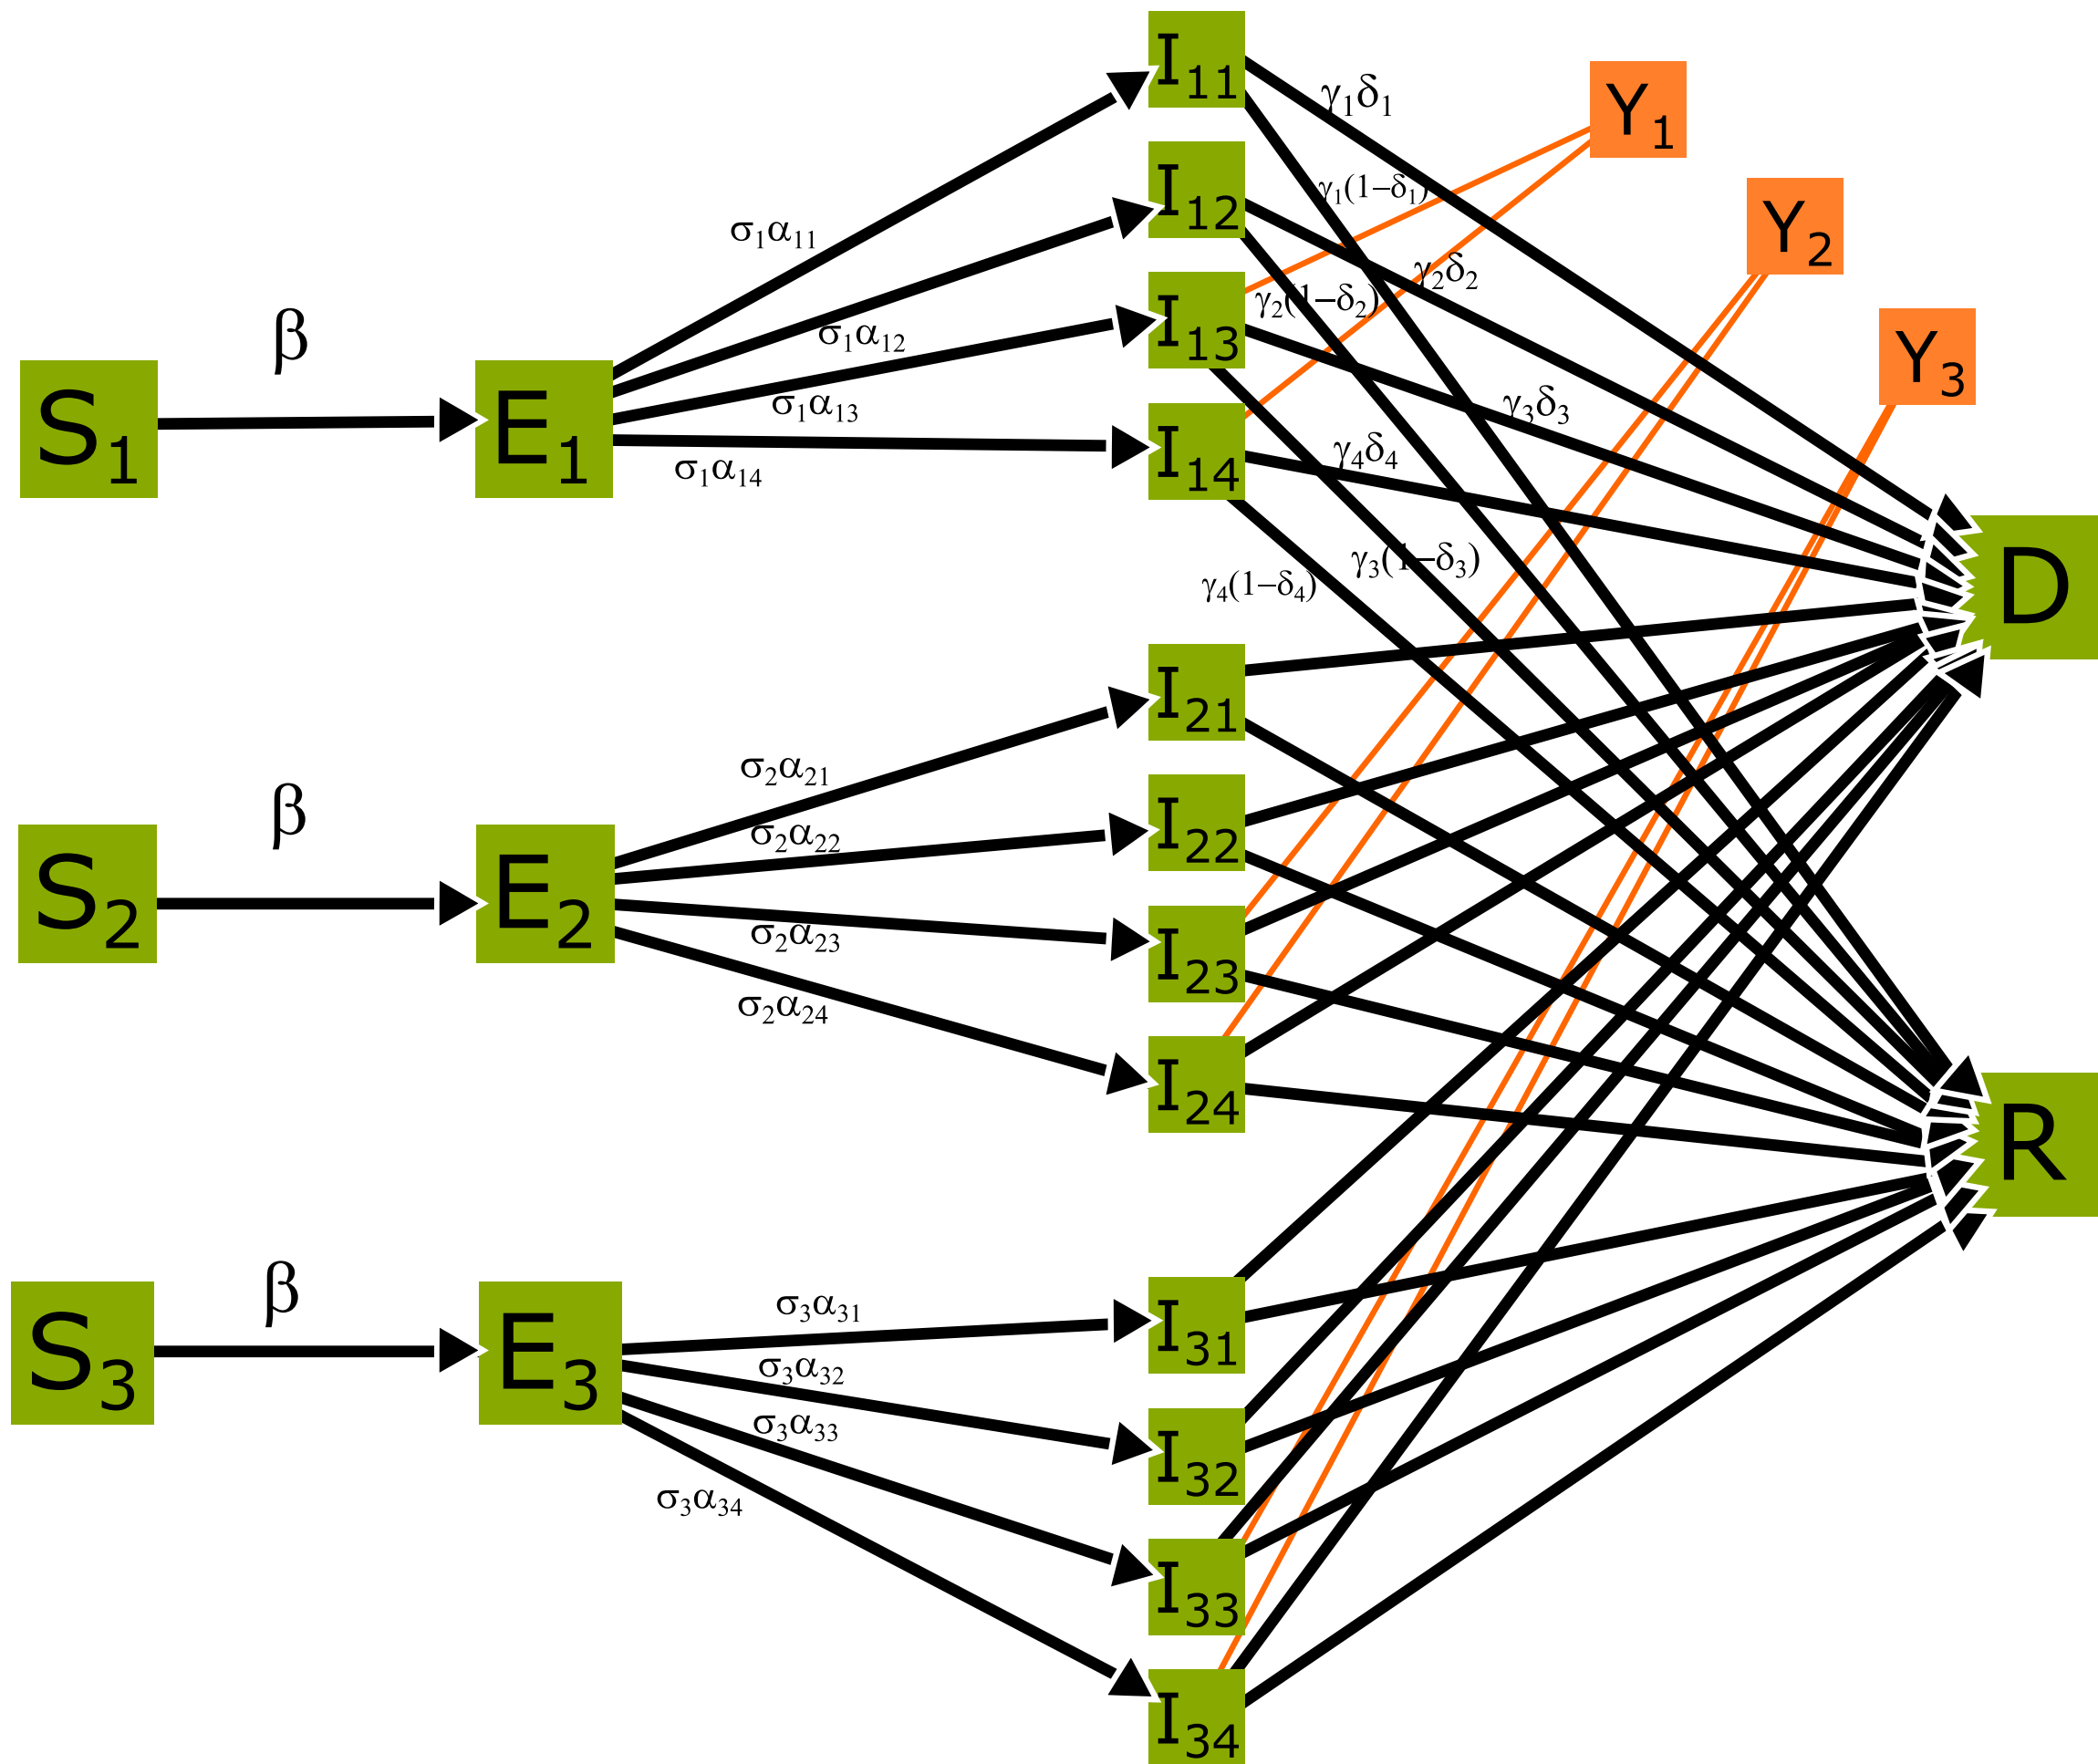 I₁₁
γ₁δ₁
Y₁
I₁₂
γ₁(1−δ₁)
Y₂
σ₁α₁₁
I₁₃
γ₂(1−δ₂)
γ₂δ₂
Y₃
β
σ₁α₁₂
S₁
E₁
σ₁α₁₃
γ₃δ₃
σ₁α₁₄
I₁₄
γ₄δ₄
γ₄(1−δ₄)
γ₃(1−δ₃)
D
I₂₁
σ₂α₂₁
β
σ₂α₂₂
I₂₂
S₂
E₂
σ₂α₂₃
I₂₃
σ₂α₂₄
I₂₄
R
β
σ₃α₃₁
I₃₁
S₃
E₃
σ₃α₃₂
σ₃α₃₃
I₃₂
σ₃α₃₄
I₃₃
I₃₄